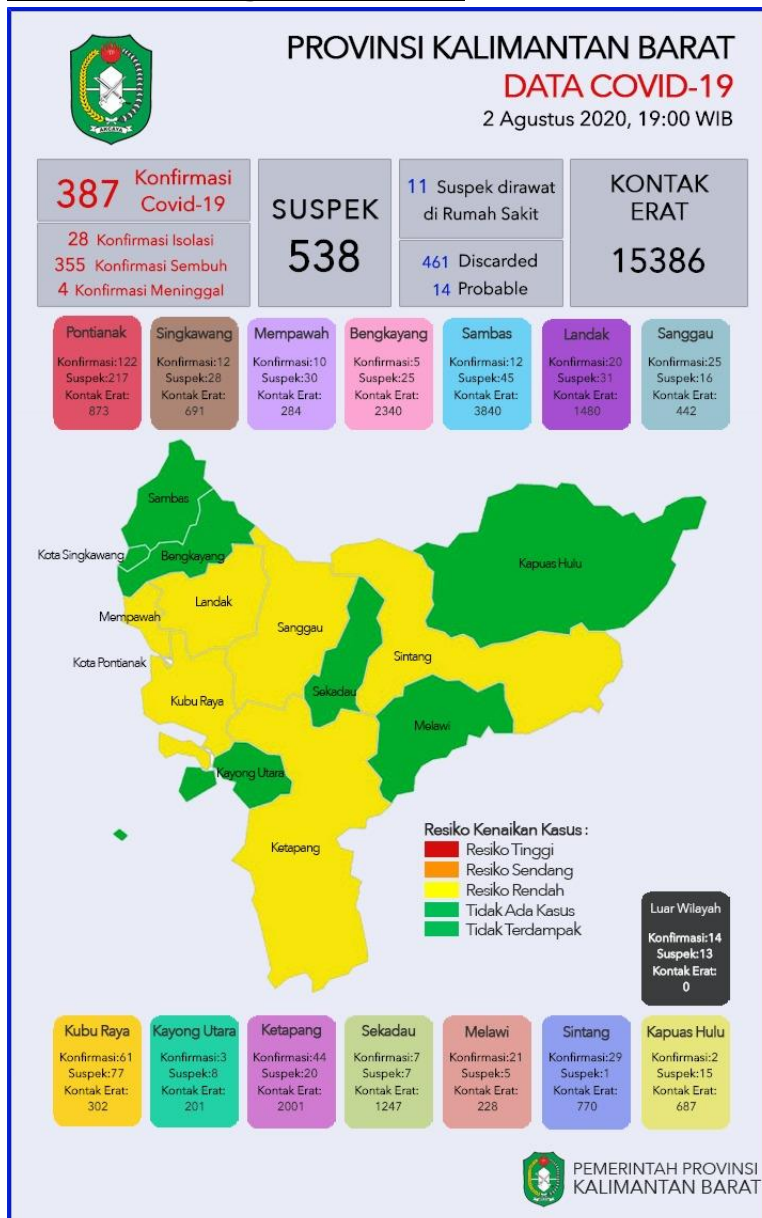 PROVINSI KALIMANTAN BARAT
DATA COVID-19
2 Agustus 2020, 19:00 WIB
387 Konfirmasi
Covid-19
28 Konfirmasi Isolasi
355 Konfirmasi Sembuh
4 Konfirmasi Meninggal
SUSPEK
538
11 Suspek dirawat
di Rumah Sakit
461 Discarded
14 Probable
KONTAK
ERAT
15386
Pontianak
Konfirmasi:122
Suspek:217
Kontak Erat:
873
Singkawang
Konfirmasi:12
Suspek:28
Kontak Erat:
691
Mempawah
Konfirmasi:10
Suspek:30
Kontak Erat:
284
Bengkayang
Konfirmasi:5
Suspek:25
Kontak Erat:
2340
Sambas
Konfirmasi:12
Suspek:45
Kontak Erat:
3840
Landak
Konfirmasi:20
Suspek:31
Kontak Erat:
1480
Sanggau
Konfirmasi:25
Suspek:16
Kontak Erat:
442
Sambas
Kota Singkawang
Bengkayang
Kapuas Hulu
Landak
Mempawah
Sanggau
Kota Pontianak
Sintang
Sekadau
Kubu Raya
Melawi
Kayong Utara
Ketapang
Resiko Kenaikan Kasus :
Resiko Tinggi
Resiko Sendang
Resiko Rendah
Tidak Ada Kasus
Tidak Terdampak
Luar Wilayah
Konfirmasi:14
Suspek:13
Kontak Erat:
0
Kubu Raya
Konfirmasi:61
Suspek:77
Kontak Erat:
302
Kayong Utara
Konfirmasi:3
Suspek:8
Kontak Erat:
201
Ketapang
Konfirmasi:44
Suspek:20
Kontak Erat:
2001
Sekadau
Konfirmasi:7
Suspek:7
Kontak Erat:
1247
Melawi
Konfirmasi:21
Suspek:5
Kontak Erat:
228
Sintang
Konfirmasi:29
Suspek:1
Kontak Erat:
770
Kapuas Hulu
Konfirmasi:2
Suspek:15
Kontak Erat:
687
PEMERINTAH PROVINSI
KALIMANTAN BARAT